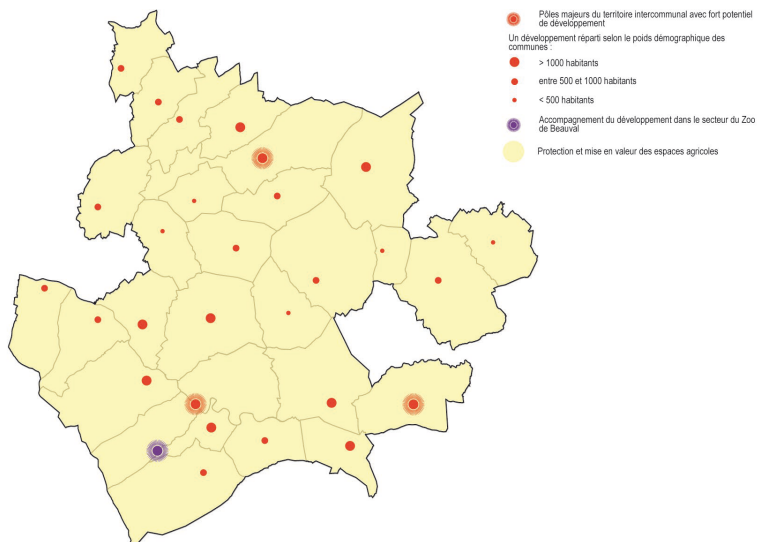 Pôles majeurs du territoire intercommunal avec fort potentiel
de développement
Un développement réparti selon le poids démographique des
communes :
> 1000 habitants
entre 500 et 1000 habitants
< 500 habitants
Accompagnement du développement dans le secteur du Zoo
de Beauval
Protection et mise en valeur des espaces agricoles